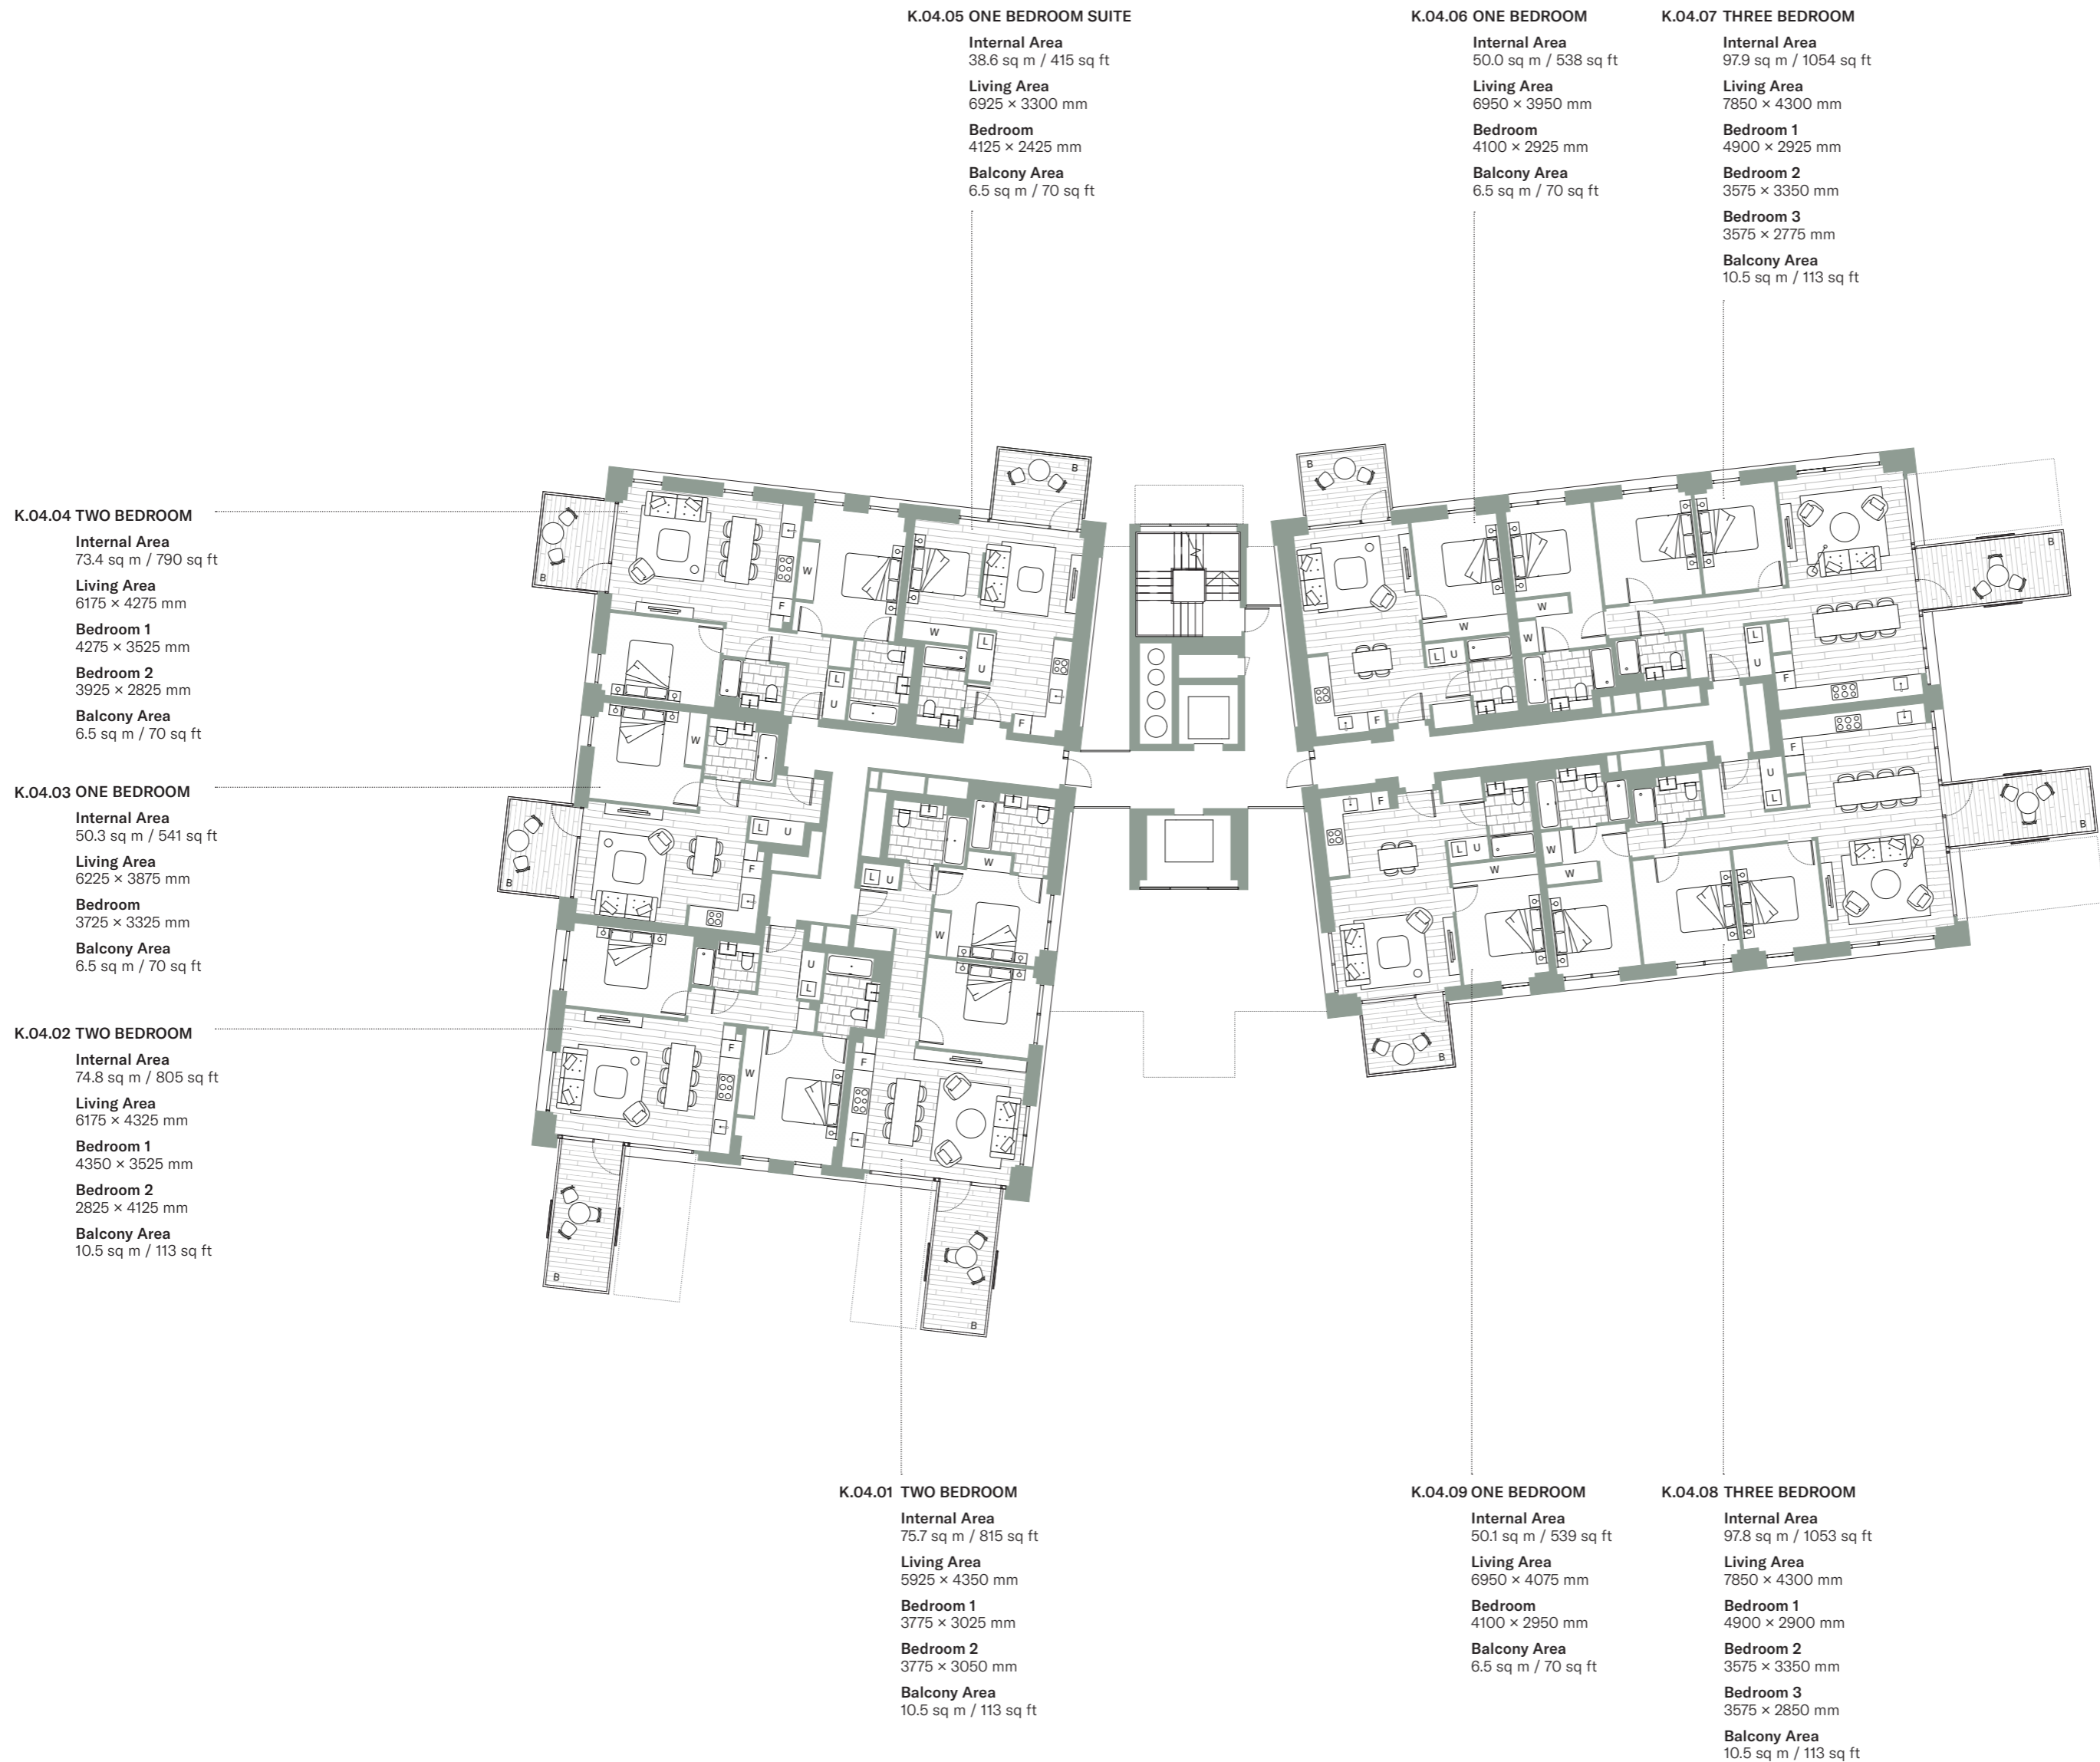 K.04.05 ONE BEDROOM SUITE
Internal Area
38.6 sq m / 415 sq ft
Living Area
6925 × 3300 mm
Bedroom
4125 × 2425 mm
Balcony Area
6.5 sq m / 70 sq ft
K.04.06 ONE BEDROOM
Internal Area
50.0 sq m / 538 sq ft
Living Area
6950 × 3950 mm
Bedroom
4100 × 2925 mm
Balcony Area
6.5 sq m / 70 sq ft
K.04.07 THREE BEDROOM
Internal Area
97.9 sq m / 1054 sq ft
Living Area
7850 × 4300 mm
Bedroom 1
4900 × 2925 mm
Bedroom 2
3575 × 3350 mm
Bedroom 3
3575 × 2775 mm
Balcony Area
10.5 sq m / 113 sq ft
K.04.04 TWO BEDROOM
Internal Area
73.4 sq m / 790 sq ft
Living Area
6175 × 4275 mm
Bedroom 1
4275 × 3525 mm
Bedroom 2
3925 × 2825 mm
Balcony Area
6.5 sq m / 70 sq ft
K.04.03 ONE BEDROOM
Internal Area
50.3 sq m / 541 sq ft
Living Area
6225 × 3875 mm
Bedroom
3725 × 3325 mm
Balcony Area
6.5 sq m / 70 sq ft
K.04.02 TWO BEDROOM
Internal Area
74.8 sq m / 805 sq ft
Living Area
6175 × 4325 mm
Bedroom 1
4350 × 3525 mm
Bedroom 2
2825 × 4125 mm
Balcony Area
10.5 sq m / 113 sq ft
B
W
F
L
U
B
W
L
U
F
W
L U
F
B
U
L
F
W
B
L U
W
W
F
B
B
W
L U
F
W
W
L
U
F
B
F
U
L
B
F
L U
W
B
W
W
K.04.01 TWO BEDROOM
Internal Area
75.7 sq m / 815 sq ft
Living Area
5925 × 4350 mm
Bedroom 1
3775 × 3025 mm
Bedroom 2
3775 × 3050 mm
Balcony Area
10.5 sq m / 113 sq ft
K.04.09 ONE BEDROOM
Internal Area
50.1 sq m / 539 sq ft
Living Area
6950 × 4075 mm
Bedroom
4100 × 2950 mm
Balcony Area
6.5 sq m / 70 sq ft
K.04.08 THREE BEDROOM
Internal Area
97.8 sq m / 1053 sq ft
Living Area
7850 × 4300 mm
Bedroom 1
4900 × 2900 mm
Bedroom 2
3575 × 3350 mm
Bedroom 3
3575 × 2850 mm
Balcony Area
10.5 sq m / 113 sq ft